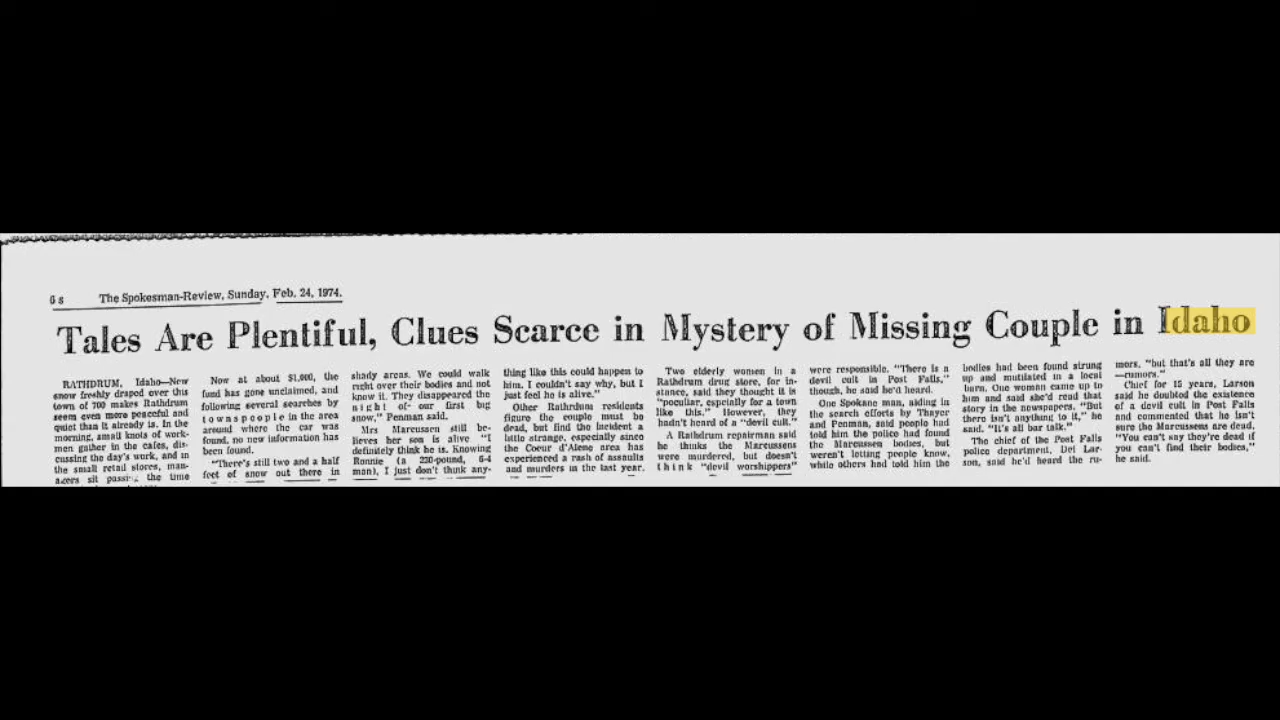 6 s The Spokesman-Review, Sunday, Feb. 24, 1974.
Tales Are Plentiful, Clues Scarce in Mystery of Missing Couple in Idaho
RATHDRUM, Idaho—New
snow freshly draped over this
town of 700 makes Rathdrum
seem even more peaceful and
quiet than it already is. In the
morning, small knots of work-
men gather in the cafes, dis-
cussing the day's work, and in
the small retail stores, man-
agers sit passing the time
Now at about $1,000, the
fund has gone unclaimed, and
following several searches by
townspeople in the area
around where the car was
found, no new information has
been found.
"There's still two and a half
feet of snow out there in
shady areas. We could walk
right over their bodies and not
know it. They disappeared the
night of our first big
snow," Penman said.
Mrs Marcussen still be-
lieves her son is alive "I
definitely think he is. Knowing
Ronnie (a 230-pound, 6-4
man), I just don't think any-
thing like this could happen to
him. I couldn't say why, but I
just feel he is alive."
Other Rathdrum residents
figure the couple must be
dead, but find the incident a
little strange, especially since
the Coeur d'Alene area has
experienced a rash of assaults
and murders in the last year.
Two elderly women in a
Rathdrum drug store, for in-
stance, said they thought it is
"peculiar, espcially for a town
like this." However, they
hadn't heard of a "devil cult."
A Rathdrum repairman said
he thinks the Marcussens
were murdered, but doesn't
think "devil worshippers"
were responsible. "There is a
devil cult in Post Falls,"
though, he said he'd heard.
One Spokane man, aiding in
the search efforts by Thayer
and Penman, said people had
told him the police had found
the Marcussen bodies, but
weren't letting people know,
while others had told him the
bodies had been found strung
up and mutilated in a local
barn. One woman came up to
him and said she'd read that
story in the newspapers. "But
there isn't anything to it," he
said. "It's all bar talk."
The chief of the Post Falls
police department, Del Lar-
son, said he'd heard the ru-
mors, "but that's all they are
—rumors."
Chief for 15 years, Larson
said he doubted the existence
of a devil cult in Post Falls
and commented that he isn't
sure the Marcussens are dead.
"You can't say they're dead if
you can't find their bodies,"
he said.